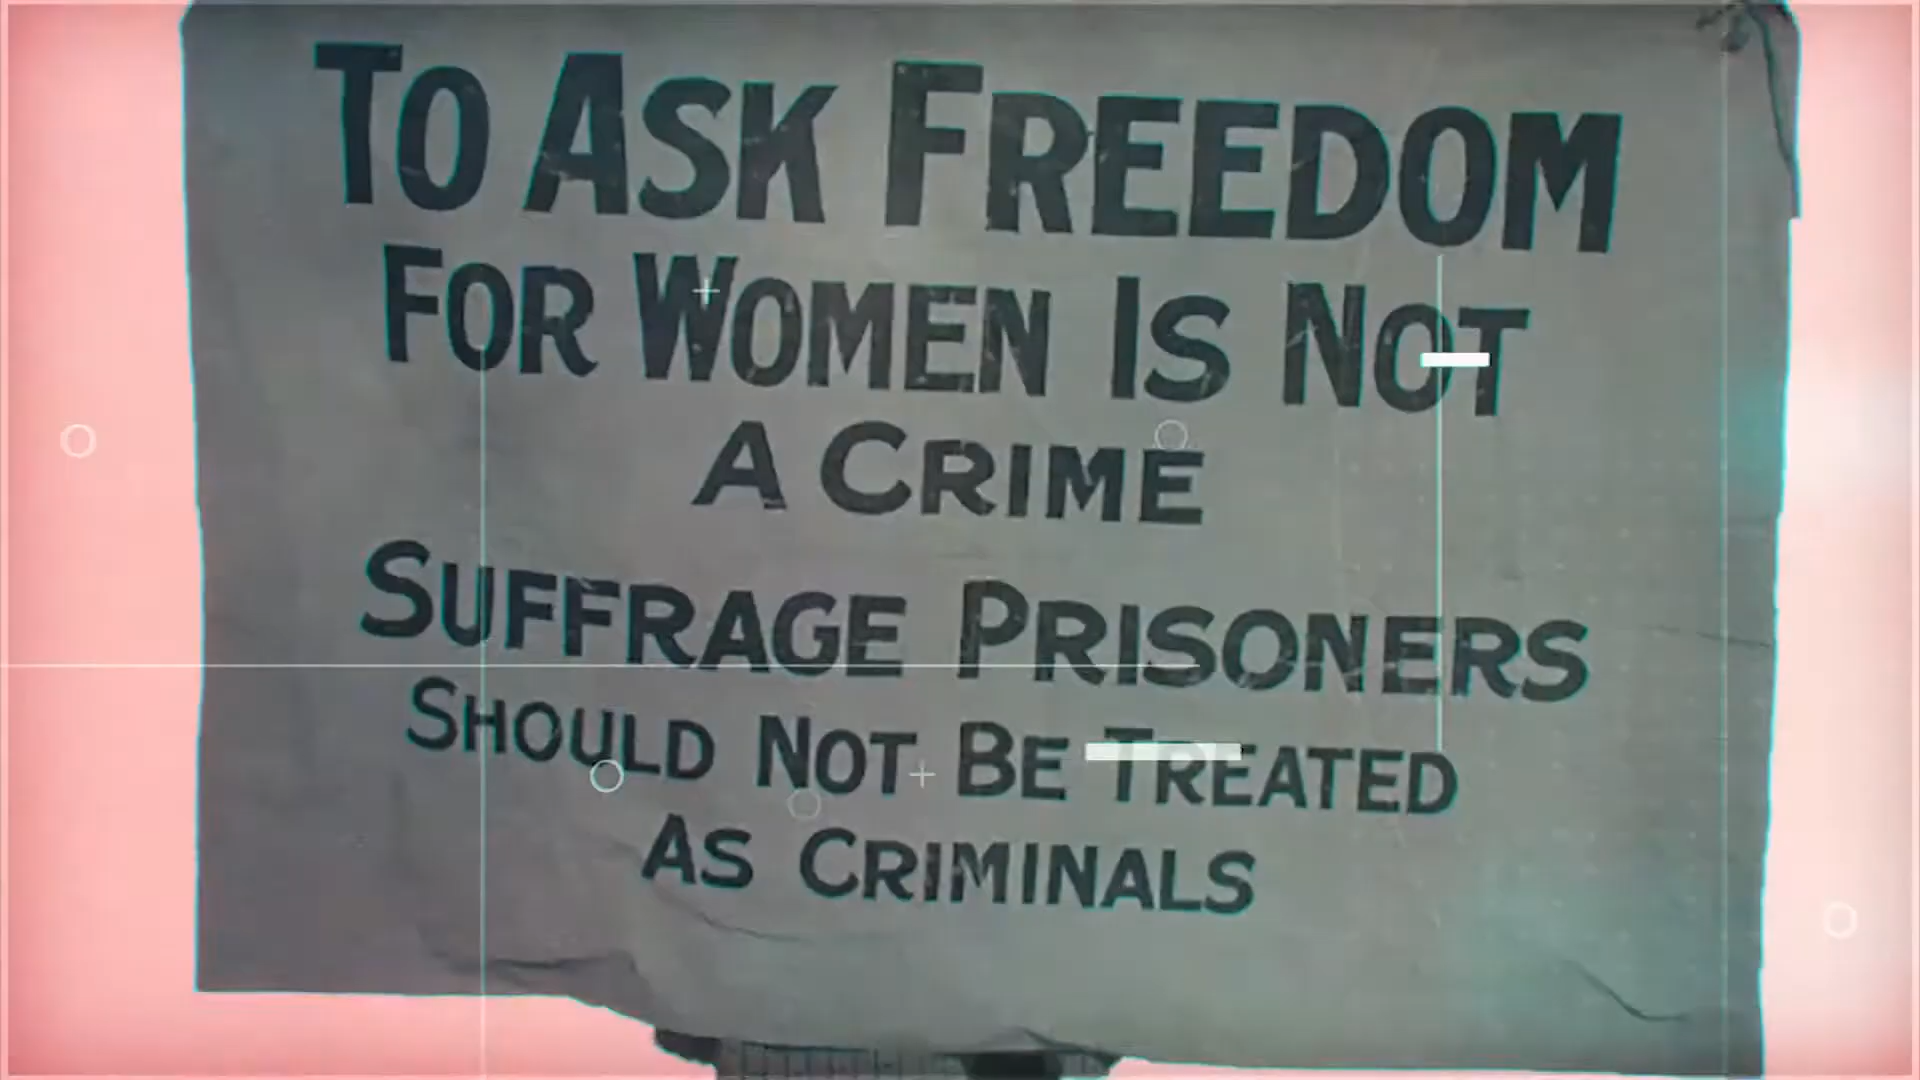 TO ASK FREEDOM
FOR WOMEN IS NOT
A CRIME
SUFFRAGE PRISONERS
SHOULD NOT BE TREATED
AS CRIMINALS